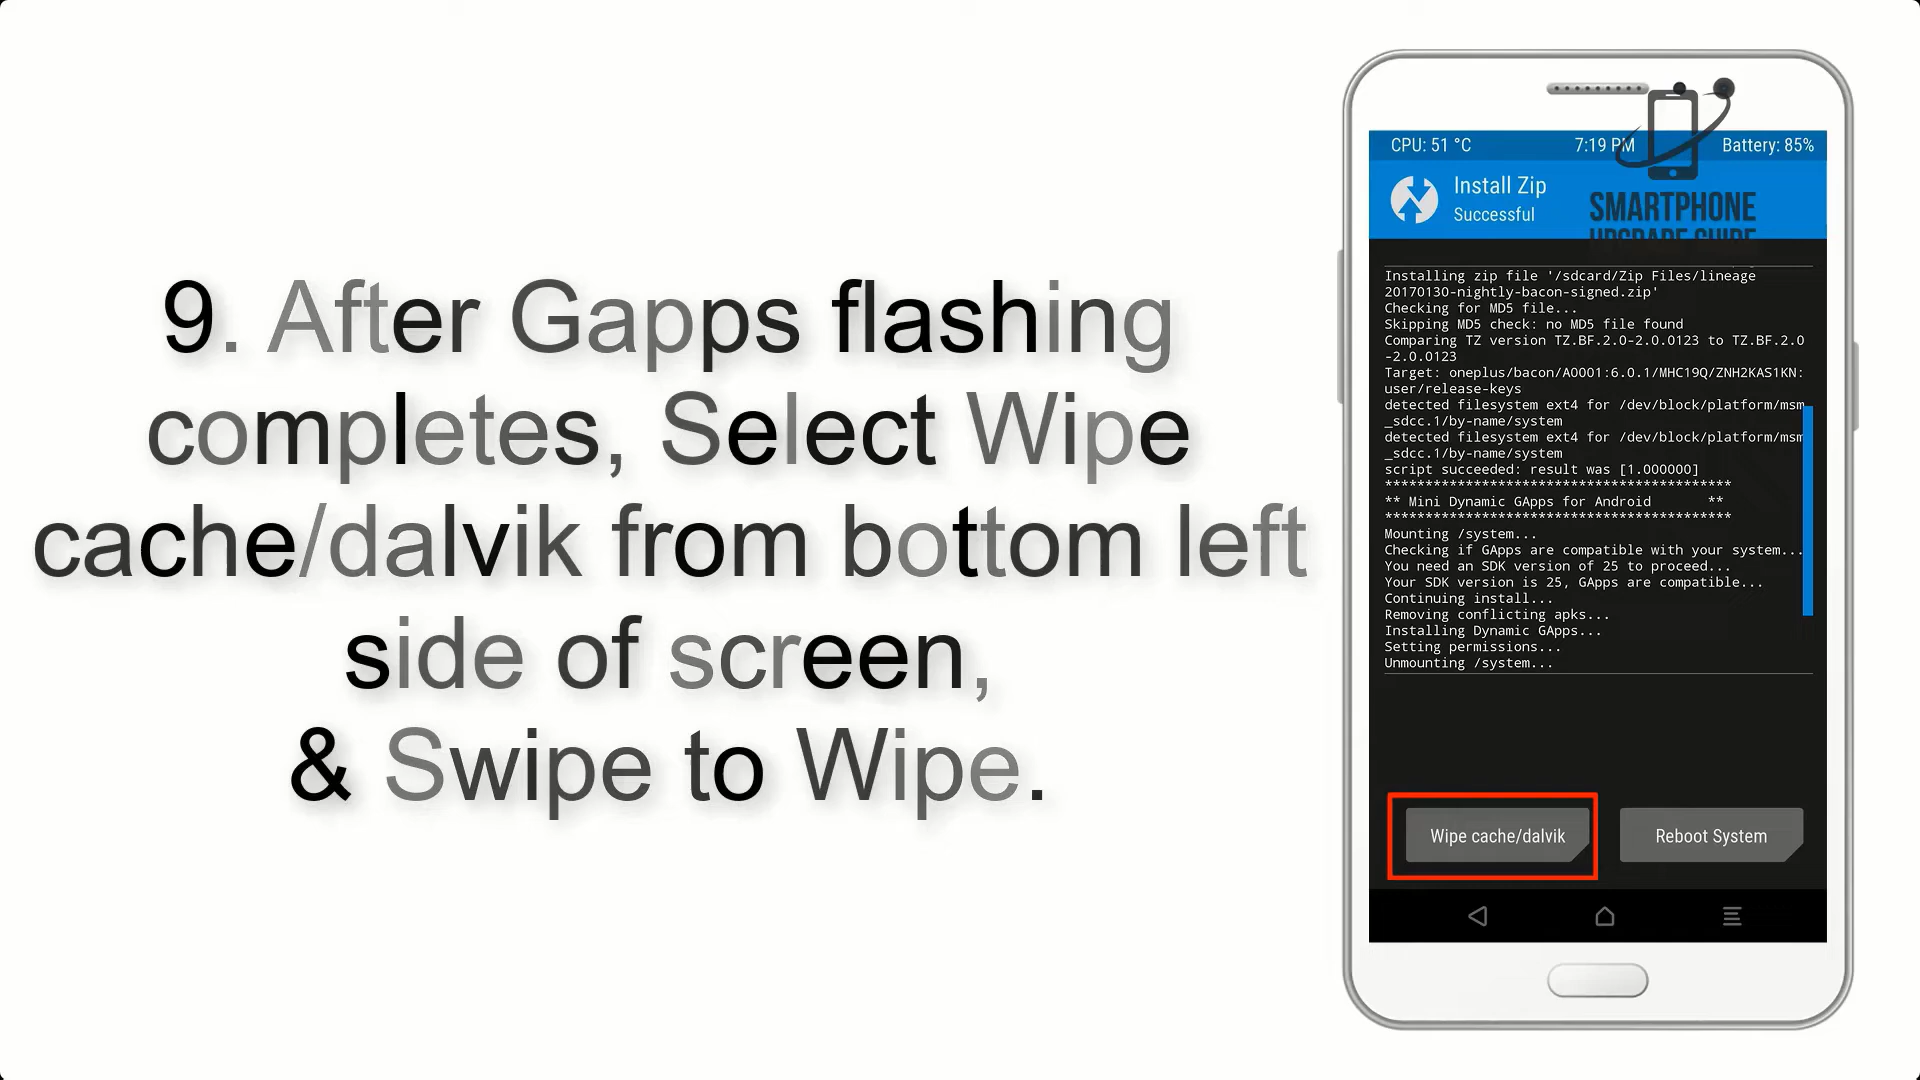 9. After Gapps flashing
completes, Select Wipe
cache/dalvik from bottom left
side of screen,
& Swipe to Wipe.
CPU: 51 °C 7:19 PM Battery: 85%
Install Zip
Successful
SMARTPHONE
UPGRADE GUIDE
Installing zip file '/sdcard/Zip Files/lineage
20170130-nightly-bacon-signed.zip'
Checking for MD5 file...
Skipping MD5 check: no MD5 file found
Comparing TZ version TZ.BF.2.0-2.0.0123 to TZ.BF.2.0
-2.0.0123
Target: oneplus/bacon/A0001:6.0.1/MHC19Q/ZNH2KAS1KN:
user/release-keys
detected filesystem ext4 for /dev/block/platform/msm
_sdcc.1/by-name/system
detected filesystem ext4 for /dev/block/platform/msm
_sdcc.1/by-name/system
script succeeded: result was [1.000000]
*******************************************
** Mini Dynamic GApps for Android **
*******************************************
Mounting /system...
Checking if GApps are compatible with your system...
You need an SDK version of 25 to proceed...
Your SDK version is 25, GApps are compatible...
Continuing install...
Removing conflicting apks...
Installing Dynamic GApps...
Setting permissions...
Unmounting /system...
Wipe cache/dalvik Reboot System